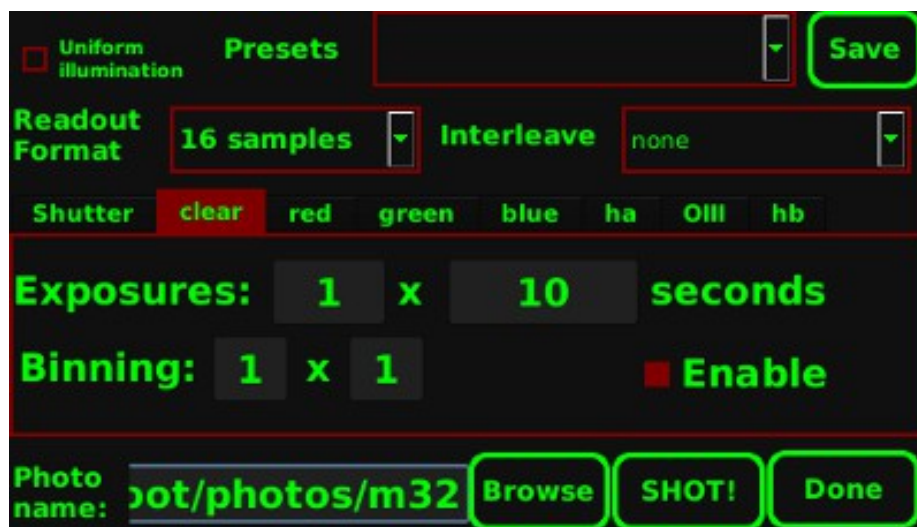 Uniform
illumination
Presets
Save
Readout
Format
16 samples
Interleave
none
Shutter clear red green blue ha OIII hb
Exposures: 1 x 10 seconds
Binning: 1 x 1
Enable
Photo
name:
oot/photos/m32
Browse
SHOT!
Done